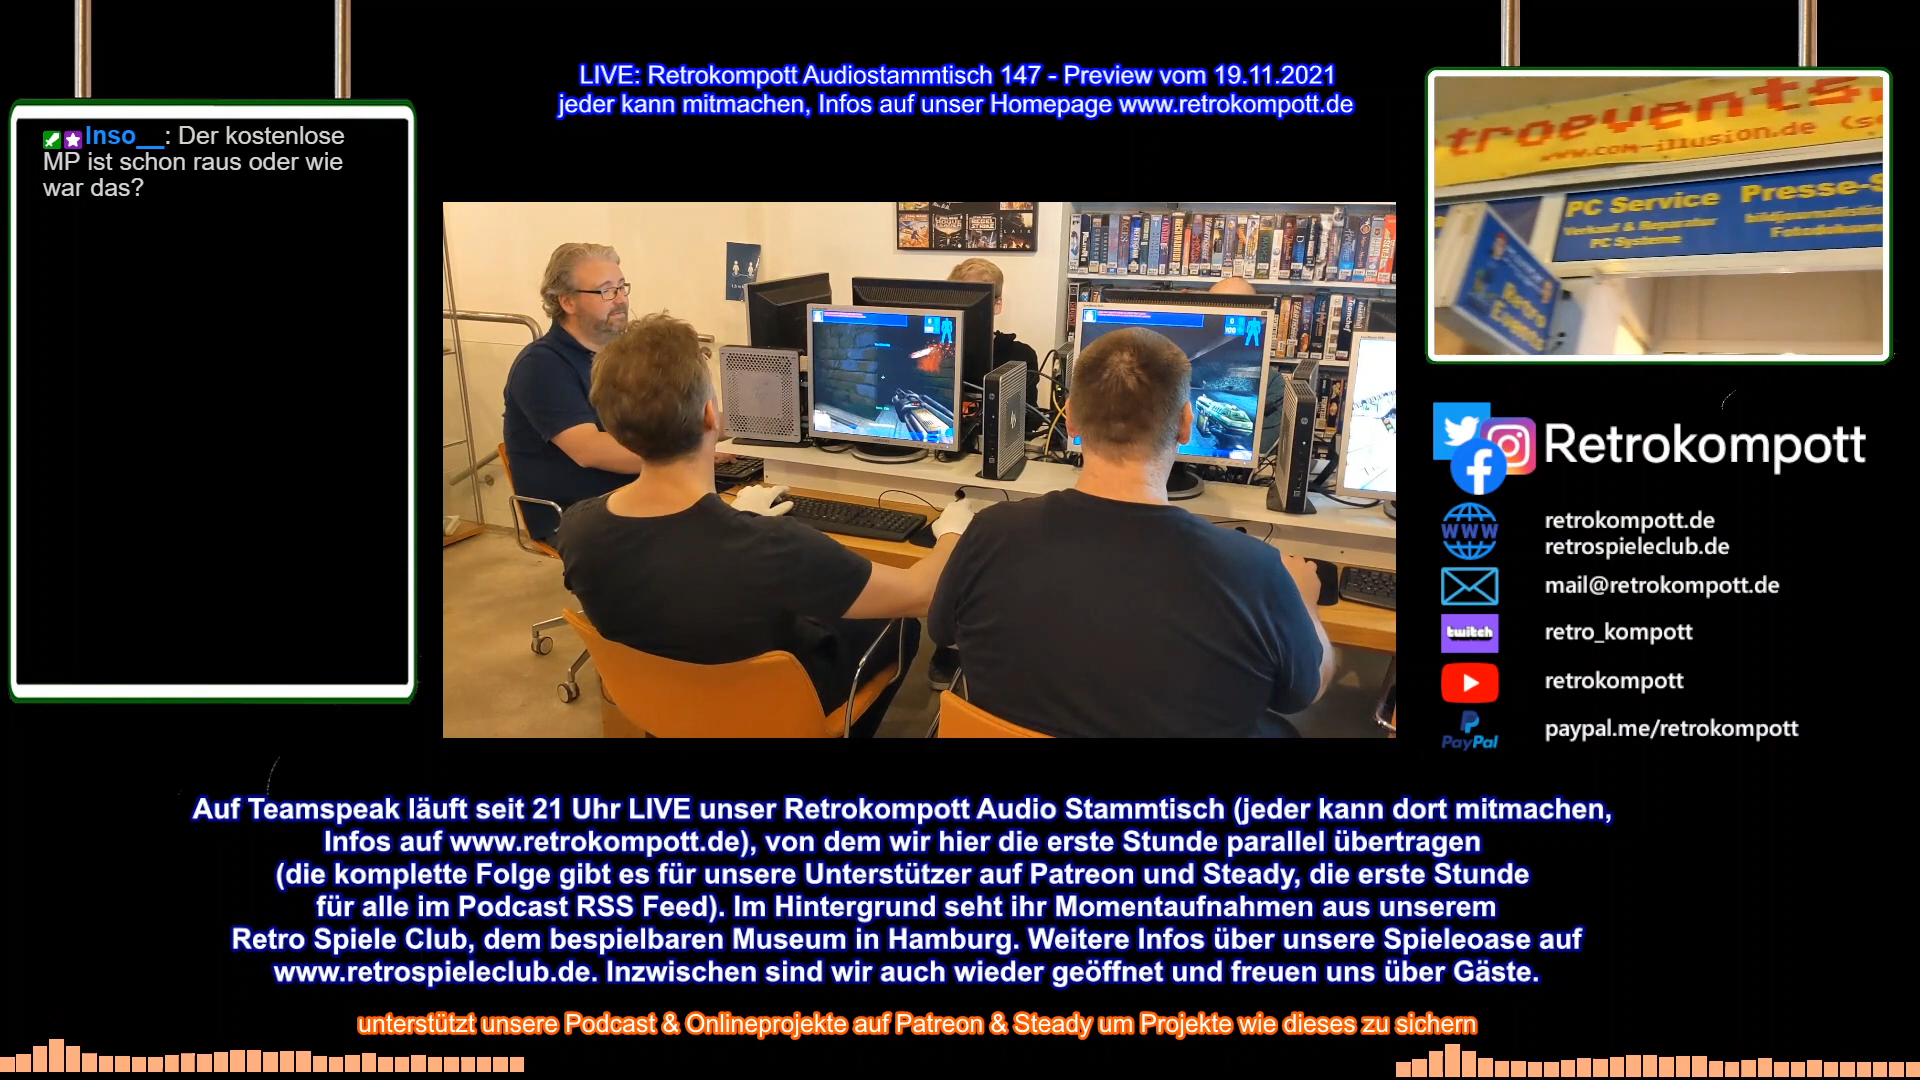 LIVE: Retrokompott Audiostammtisch 147 - Preview vom 19.11.2021
jeder kann mitmachen, Infos auf unser Homepage www.retrokompott.de
Inso__: Der kostenlose
MP ist schon raus oder wie
war das?
troevents.
www.com-illusion.de
PC Service
Verkauf & Reparatur
PC Systeme
Presse-S
Retro
Events
Retrokompott
WWW
retrokompott.de
retrospieleclub.de
mail@retrokompott.de
twitch
retro_kompott
retrokompott
PayPal
paypal.me/retrokompott
Auf Teamspeak läuft seit 21 Uhr LIVE unser Retrokompott Audio Stammtisch (jeder kann dort mitmachen,
Infos auf www.retrokompott.de), von dem wir hier die erste Stunde parallel übertragen
(die komplette Folge gibt es für unsere Unterstützer auf Patreon und Steady, die erste Stunde
für alle im Podcast RSS Feed). Im Hintergrund seht ihr Momentaufnahmen aus unserem
Retro Spiele Club, dem bespielbaren Museum in Hamburg. Weitere Infos über unsere Spieleoase auf
www.retrospieleclub.de. Inzwischen sind wir auch wieder geöffnet und freuen uns über Gäste.
unterstützt unsere Podcast & Onlineprojekte auf Patreon & Steady um Projekte wie dieses zu sichern